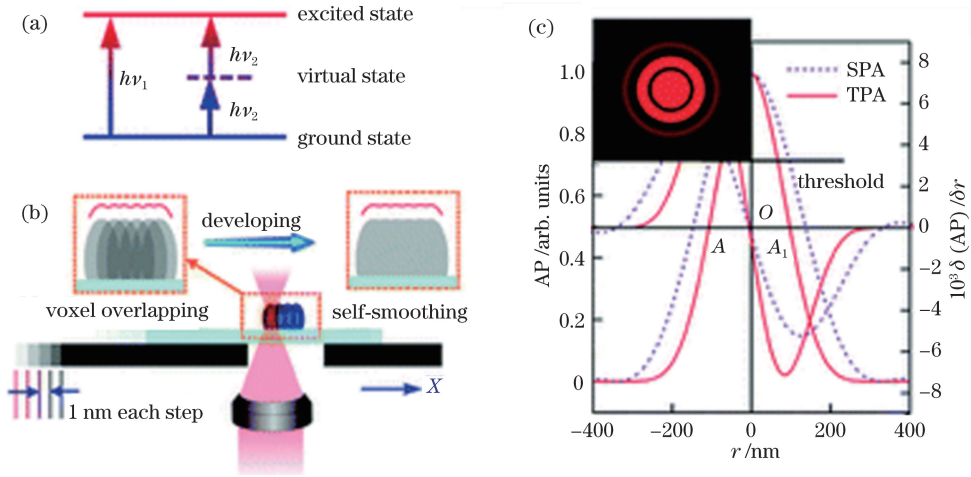 (a)
excited state
hν1
hν2
virtual state
hν2
ground state
(b)
developing
voxel overlapping
self-smoothing
X
1 nm each step
(c)
SPA
TPA
threshold
O
A
A1
AP /arb. units
1.0
0.8
0.6
0.4
0.2
0
10³ δ (AP) /δr
8
6
4
2
0
−2
−4
−6
−8
−400
−200
0
200
400
r /nm